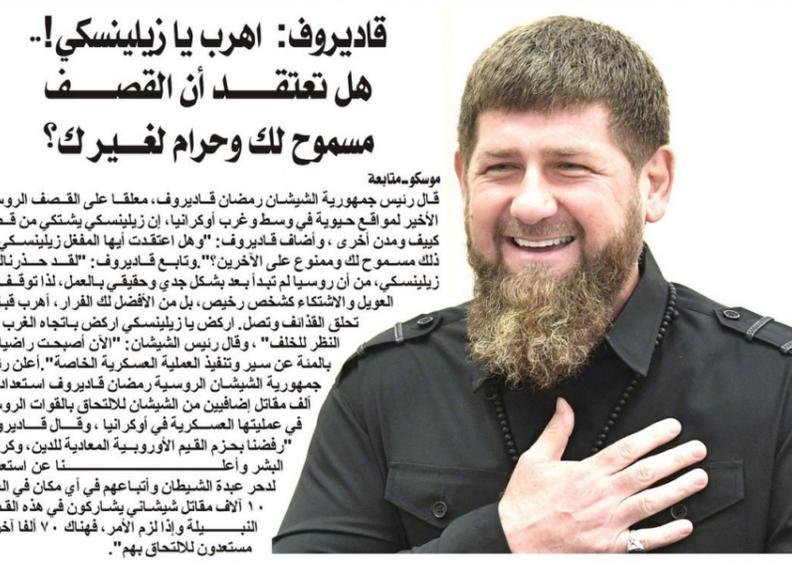 قاديروف: اهرب يا زيلينسكي!..
هل تعتقد أن القصف
مسموح لك وحرام لغيرك؟
موسكو-متابعة
قال رئيس جمهورية الشيشان رمضان قاديروف، معلقا على القصف
الأخير لمواقع حيوية في وسط وغرب أوكرانيا، إن زيلينسكي يشتكي من
كييف ومدن أخرى، وأضاف قاديروف: "وهل اعتقدت أيها المغفل زيلينسكي
ذلك مسموح لك وممنوع على الآخرين؟".وتابع قاديروف: "لقد حذرناك
زيلينسكي، من أن روسيا لم تبدأ بعد بشكل جدي وحقيقي بالعمل، لذا توقف
العويل والاشتكاء كشخص رخيص، بل من الأفضل لك الفرار، أهرب
تحلق القذائف وتصل. اركض يا زيلينسكي اركض باتجاه الغرب
النظر للخلف" ،وقال رئيس الشيشان: "الآن أصبحت راضيا
بالمئة عن سير وتنفيذ العملية العسكرية الخاصة".أعلن
جمهورية الشيشان الروسية رمضان قاديروف استعداد
ألف مقاتل إضافيين من الشيشان للالتحاق بالقوات
في عمليتها العسكرية في أوكرانيا ، وقال
"رفضنا بحزم القيم الأوروبية المعادية للدين،
البشر وأعلنا عن
لدحر عبدة الشيطان وأتباعهم في أي مكان في
١٠ آلاف مقاتل شيشاني يشاركون في هذه
النبيلة وإذا لزم الأمر، فهناك ٧٠ ألفا
مستعدون للالتحاق بهم".